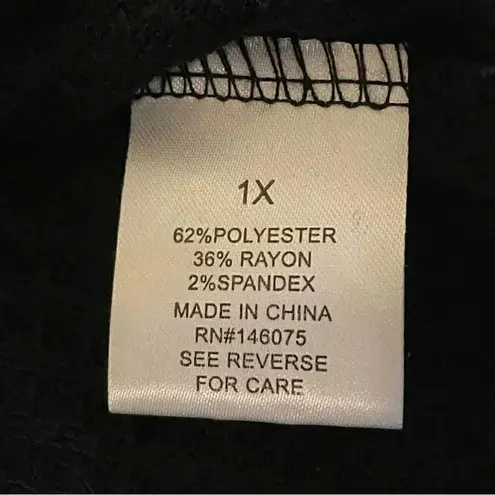 1X
62%POLYESTER
36% RAYON
2%SPANDEX
MADE IN CHINA
RN#146075
SEE REVERSE
FOR CARE